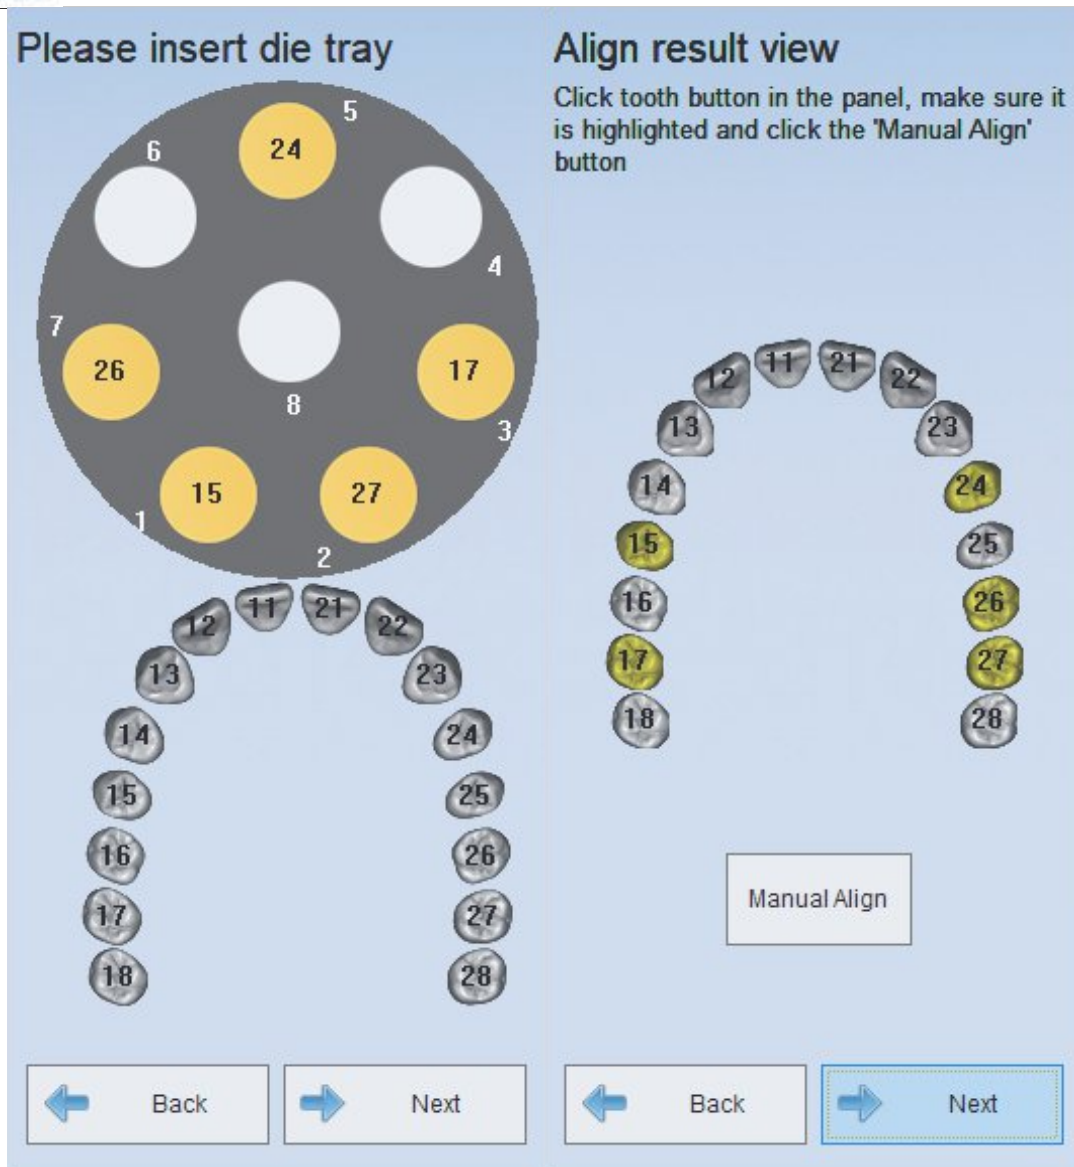 Please insert die tray
5
24
6
4
7
26
17
8
3
15
27
1
2
11 21
12 22
13 23
14 24
15 25
16 26
17 27
18 28
Back
Next
Align result view
Click tooth button in the panel, make sure it
is highlighted and click the 'Manual Align'
button
11 21
12 22
13 23
14 24
15 25
16 26
17 27
18 28
Manual Align
Back
Next